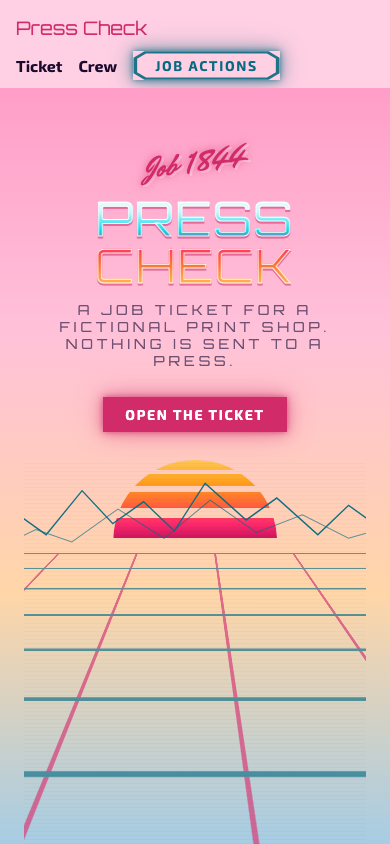 Press Check
Ticket Crew JOB ACTIONS
Job 1844
PRESS
CHECK
A JOB TICKET FOR A
FICTIONAL PRINT SHOP.
NOTHING IS SENT TO A
PRESS.
OPEN THE TICKET